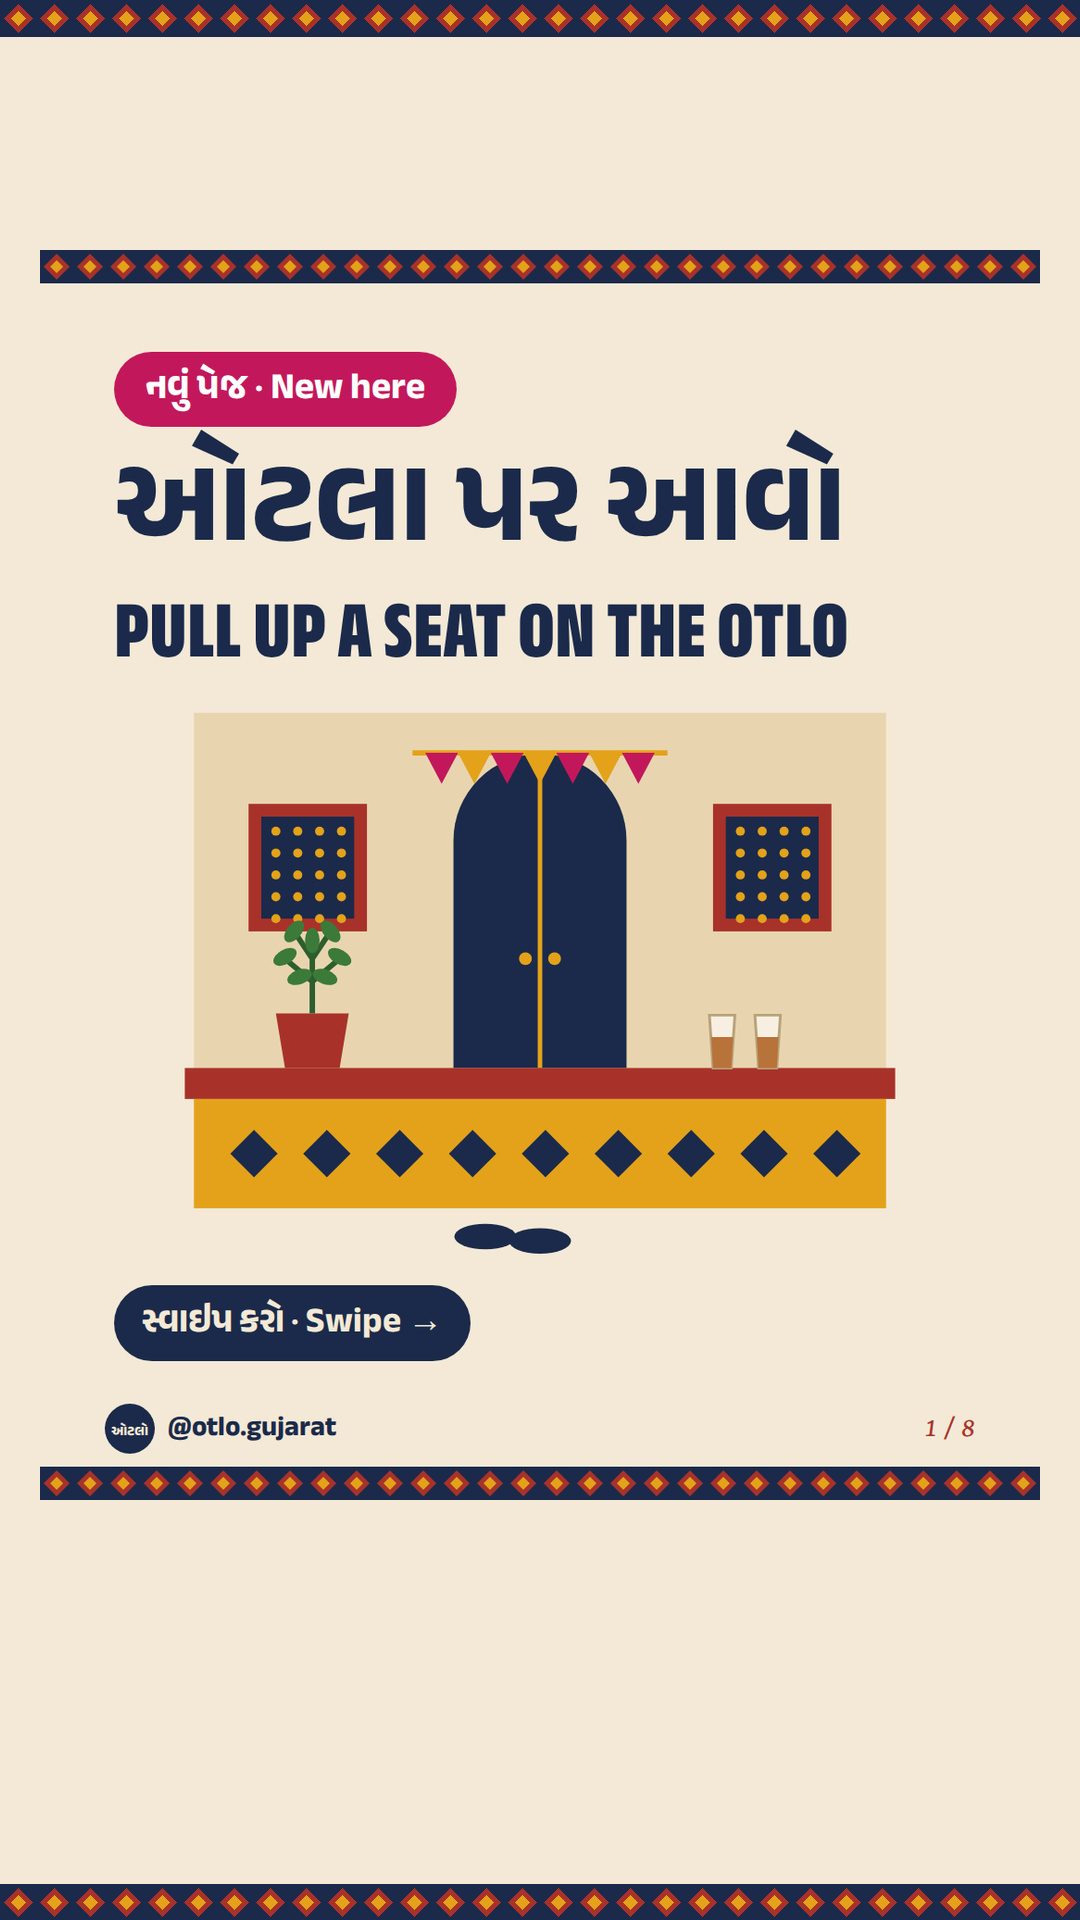 નવું પેજ · New here
ઓટલા પર આવો
PULL UP A SEAT ON THE OTLO
સ્વાઈપ કરો · Swipe →
ઓટલો @otlo.gujarat
1 / 8